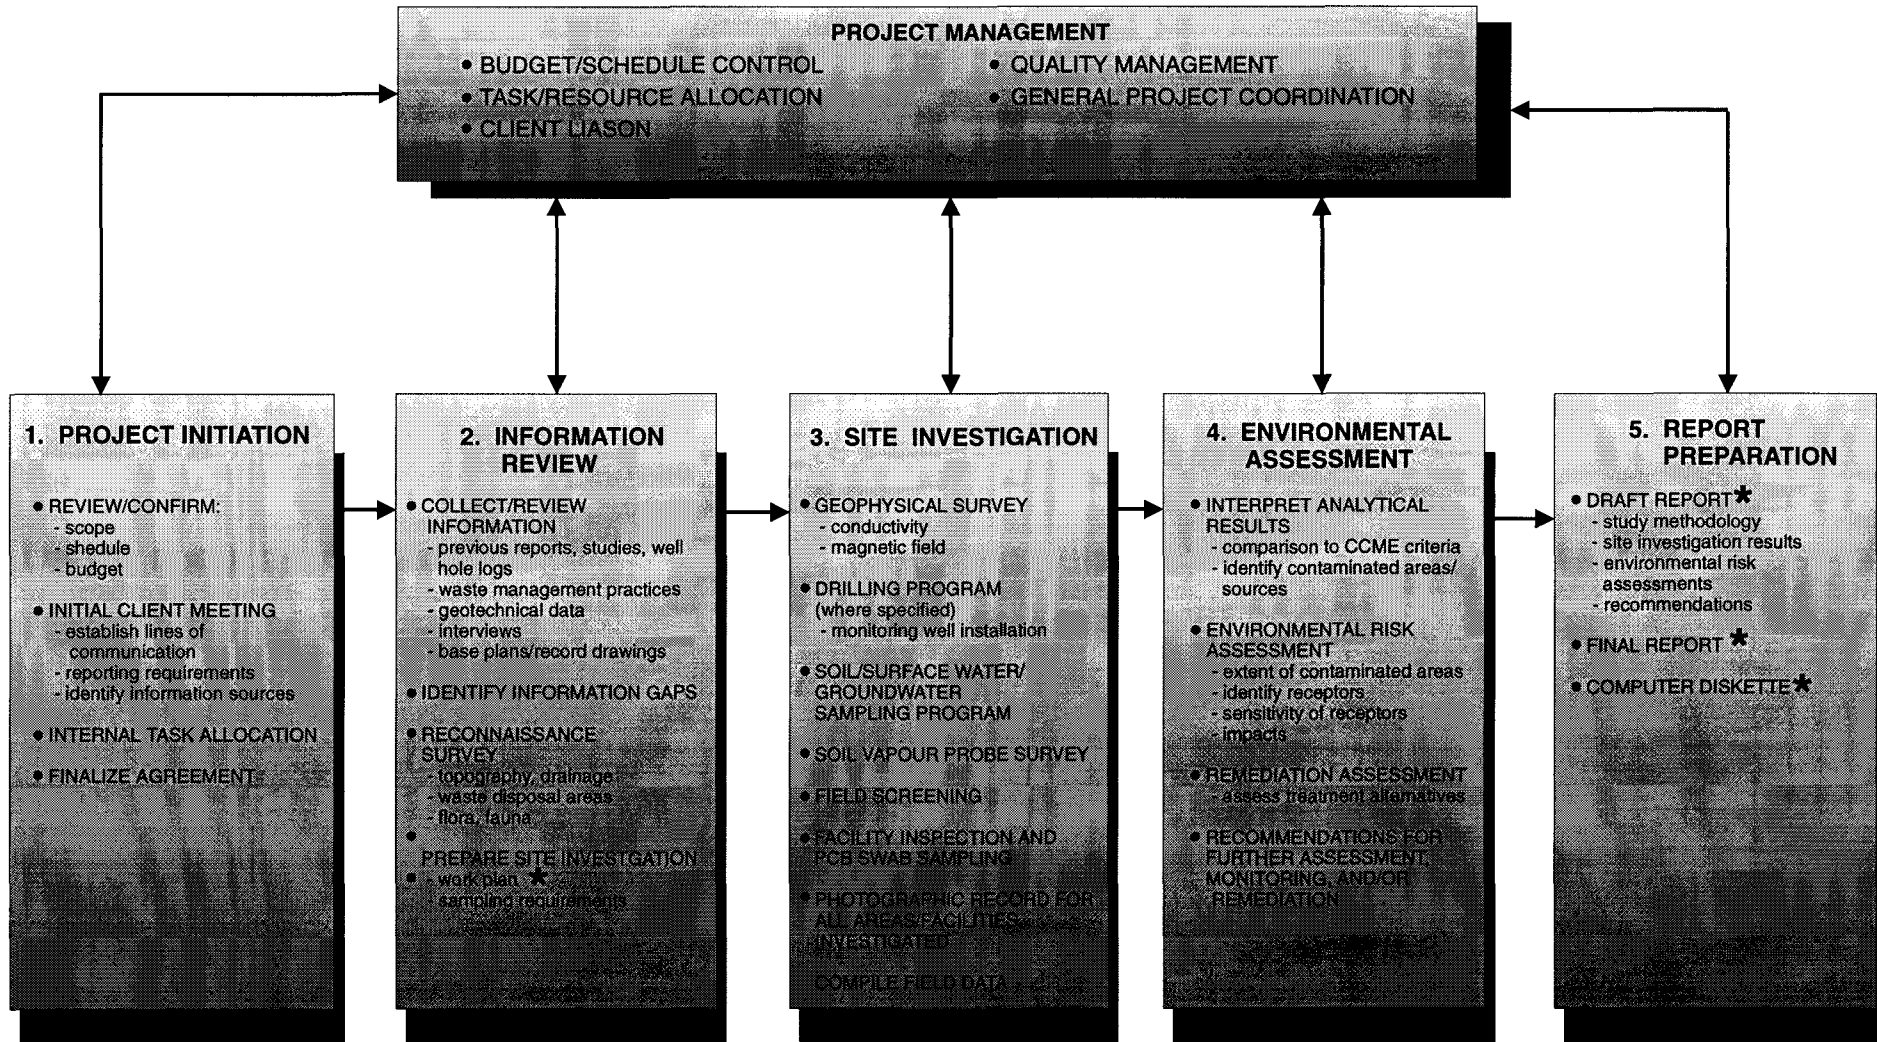 PROJECT MANAGEMENT
• BUDGET/SCHEDULE CONTROL
• TASK/RESOURCE ALLOCATION
• CLIENT LIASON
• QUALITY MANAGEMENT
• GENERAL PROJECT COORDINATION
1. PROJECT INITIATION
• REVIEW/CONFIRM:
- scope
- shedule
- budget
• INITIAL CLIENT MEETING
- establish lines of
communication
- reporting requirements
- identify information sources
• INTERNAL TASK ALLOCATION
• FINALIZE AGREEMENT
2. INFORMATION
REVIEW
• COLLECT/REVIEW
INFORMATION
- previous reports, studies, well
hole logs
- waste management practices
- geotechnical data
- interviews
- base plans/record drawings
• IDENTIFY INFORMATION GAPS
• RECONNAISSANCE
SURVEY
- topography, drainage
- waste disposal areas
- flora, fauna
•
PREPARE SITE INVESTGATION
• - work plan *
- sampling requirements
3. SITE INVESTIGATION
• GEOPHYSICAL SURVEY
- conductivity
- magnetic field
• DRILLING PROGRAM
(where specified)
- monitoring well installation
• SOIL/SURFACE WATER/
GROUNDWATER
SAMPLING PROGRAM
• SOIL VAPOUR PROBE SURVEY
• FIELD SCREENING
• FACILITY INSPECTION AND
PCB SWAB SAMPLING
• PHOTOGRAPHIC RECORD FOR
ALL AREAS/FACILITIES
INVESTIGATED
COMPILE FIELD DATA
4. ENVIRONMENTAL
ASSESSMENT
• INTERPRET ANALYTICAL
RESULTS
- comparison to CCME criteria
- identify contaminated areas/
sources
• ENVIRONMENTAL RISK
ASSESSMENT
- extent of contaminated areas
- identify receptors
- sensitivity of receptors
- impacts
• REMEDIATION ASSESSMENT
- assess treatment alternatives
• RECOMMENDATIONS FOR
FURTHER ASSESSMENT,
MONITORING, AND/OR
REMEDIATION
5. REPORT
PREPARATION
• DRAFT REPORT *
- study methodology
- site investigation results
- environmental risk
assessments
- recommendations
• FINAL REPORT *
• COMPUTER DISKETTE *